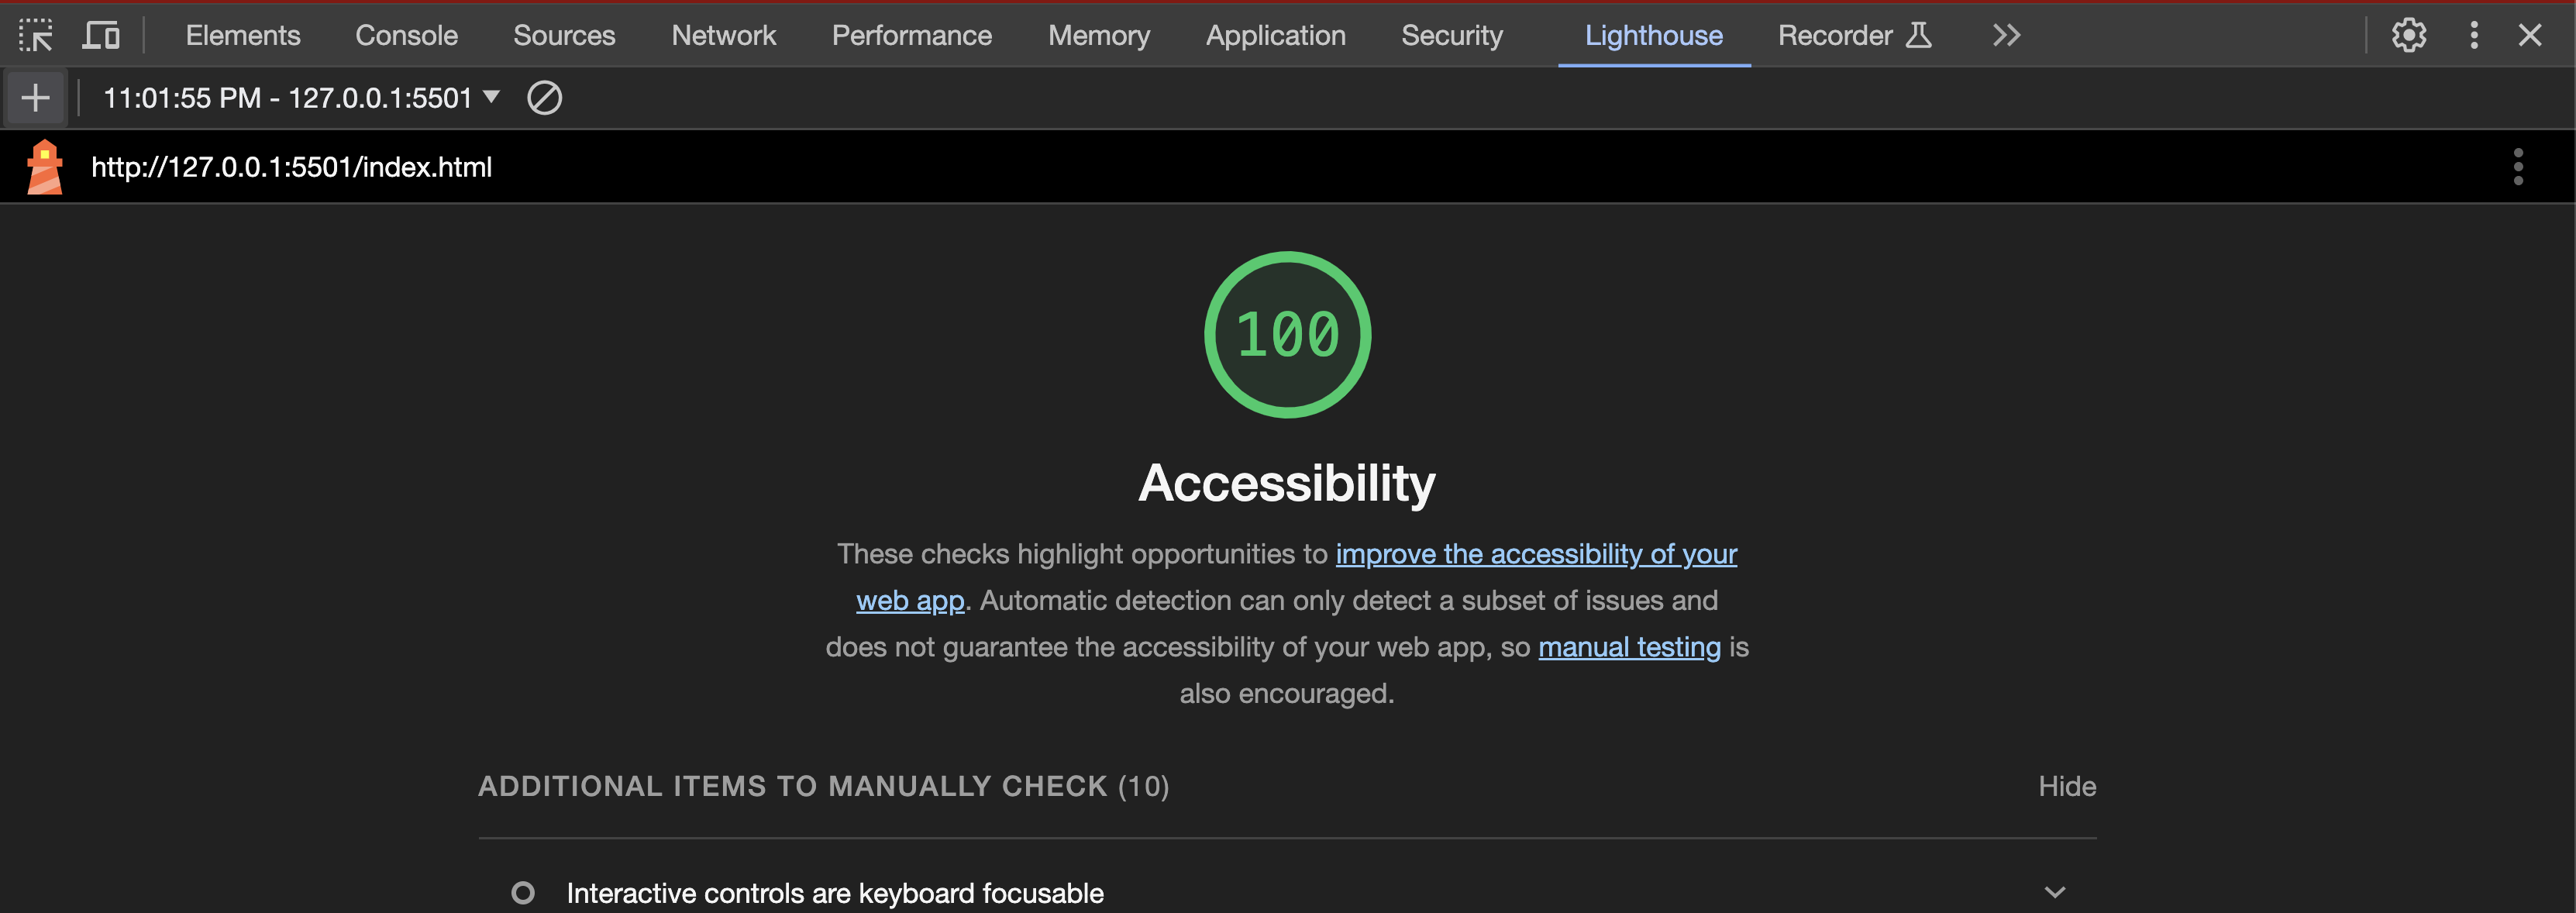 Elements Console Sources Network Performance Memory Application Security Lighthouse Recorder
11:01:55 PM - 127.0.0.1:5501
http://127.0.0.1:5501/index.html
100
Accessibility
These checks highlight opportunities to improve the accessibility of your
web app. Automatic detection can only detect a subset of issues and
does not guarantee the accessibility of your web app, so manual testing is
also encouraged.
ADDITIONAL ITEMS TO MANUALLY CHECK (10) Hide
Interactive controls are keyboard focusable